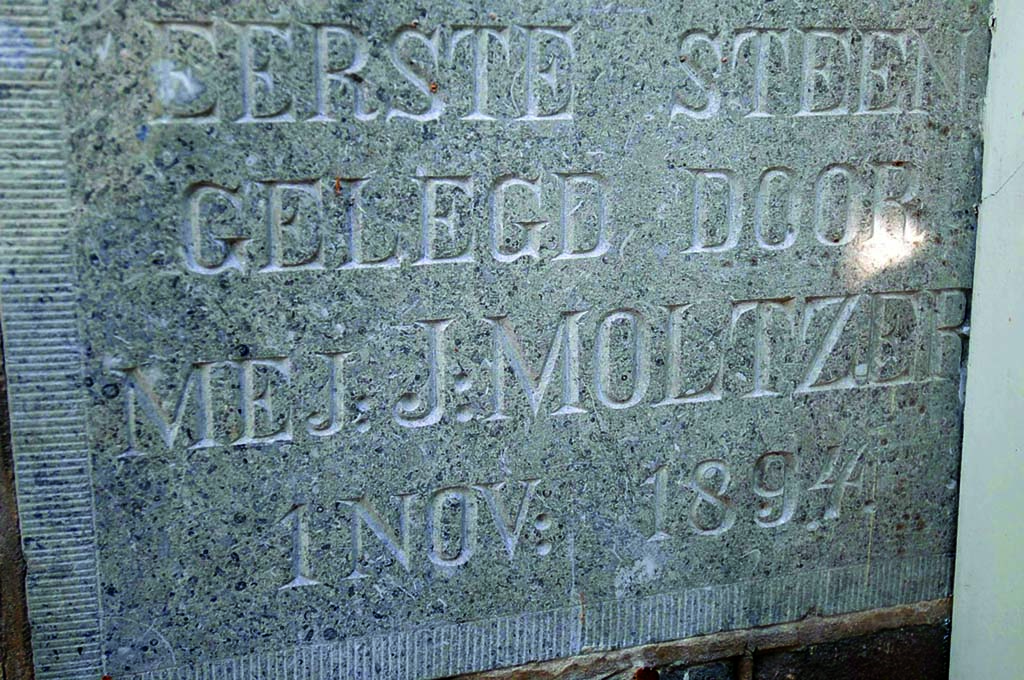 EERSTE STEEN
GELEGD DOOR
MEJ: J: MOLTZER
1 NOV: 1894.